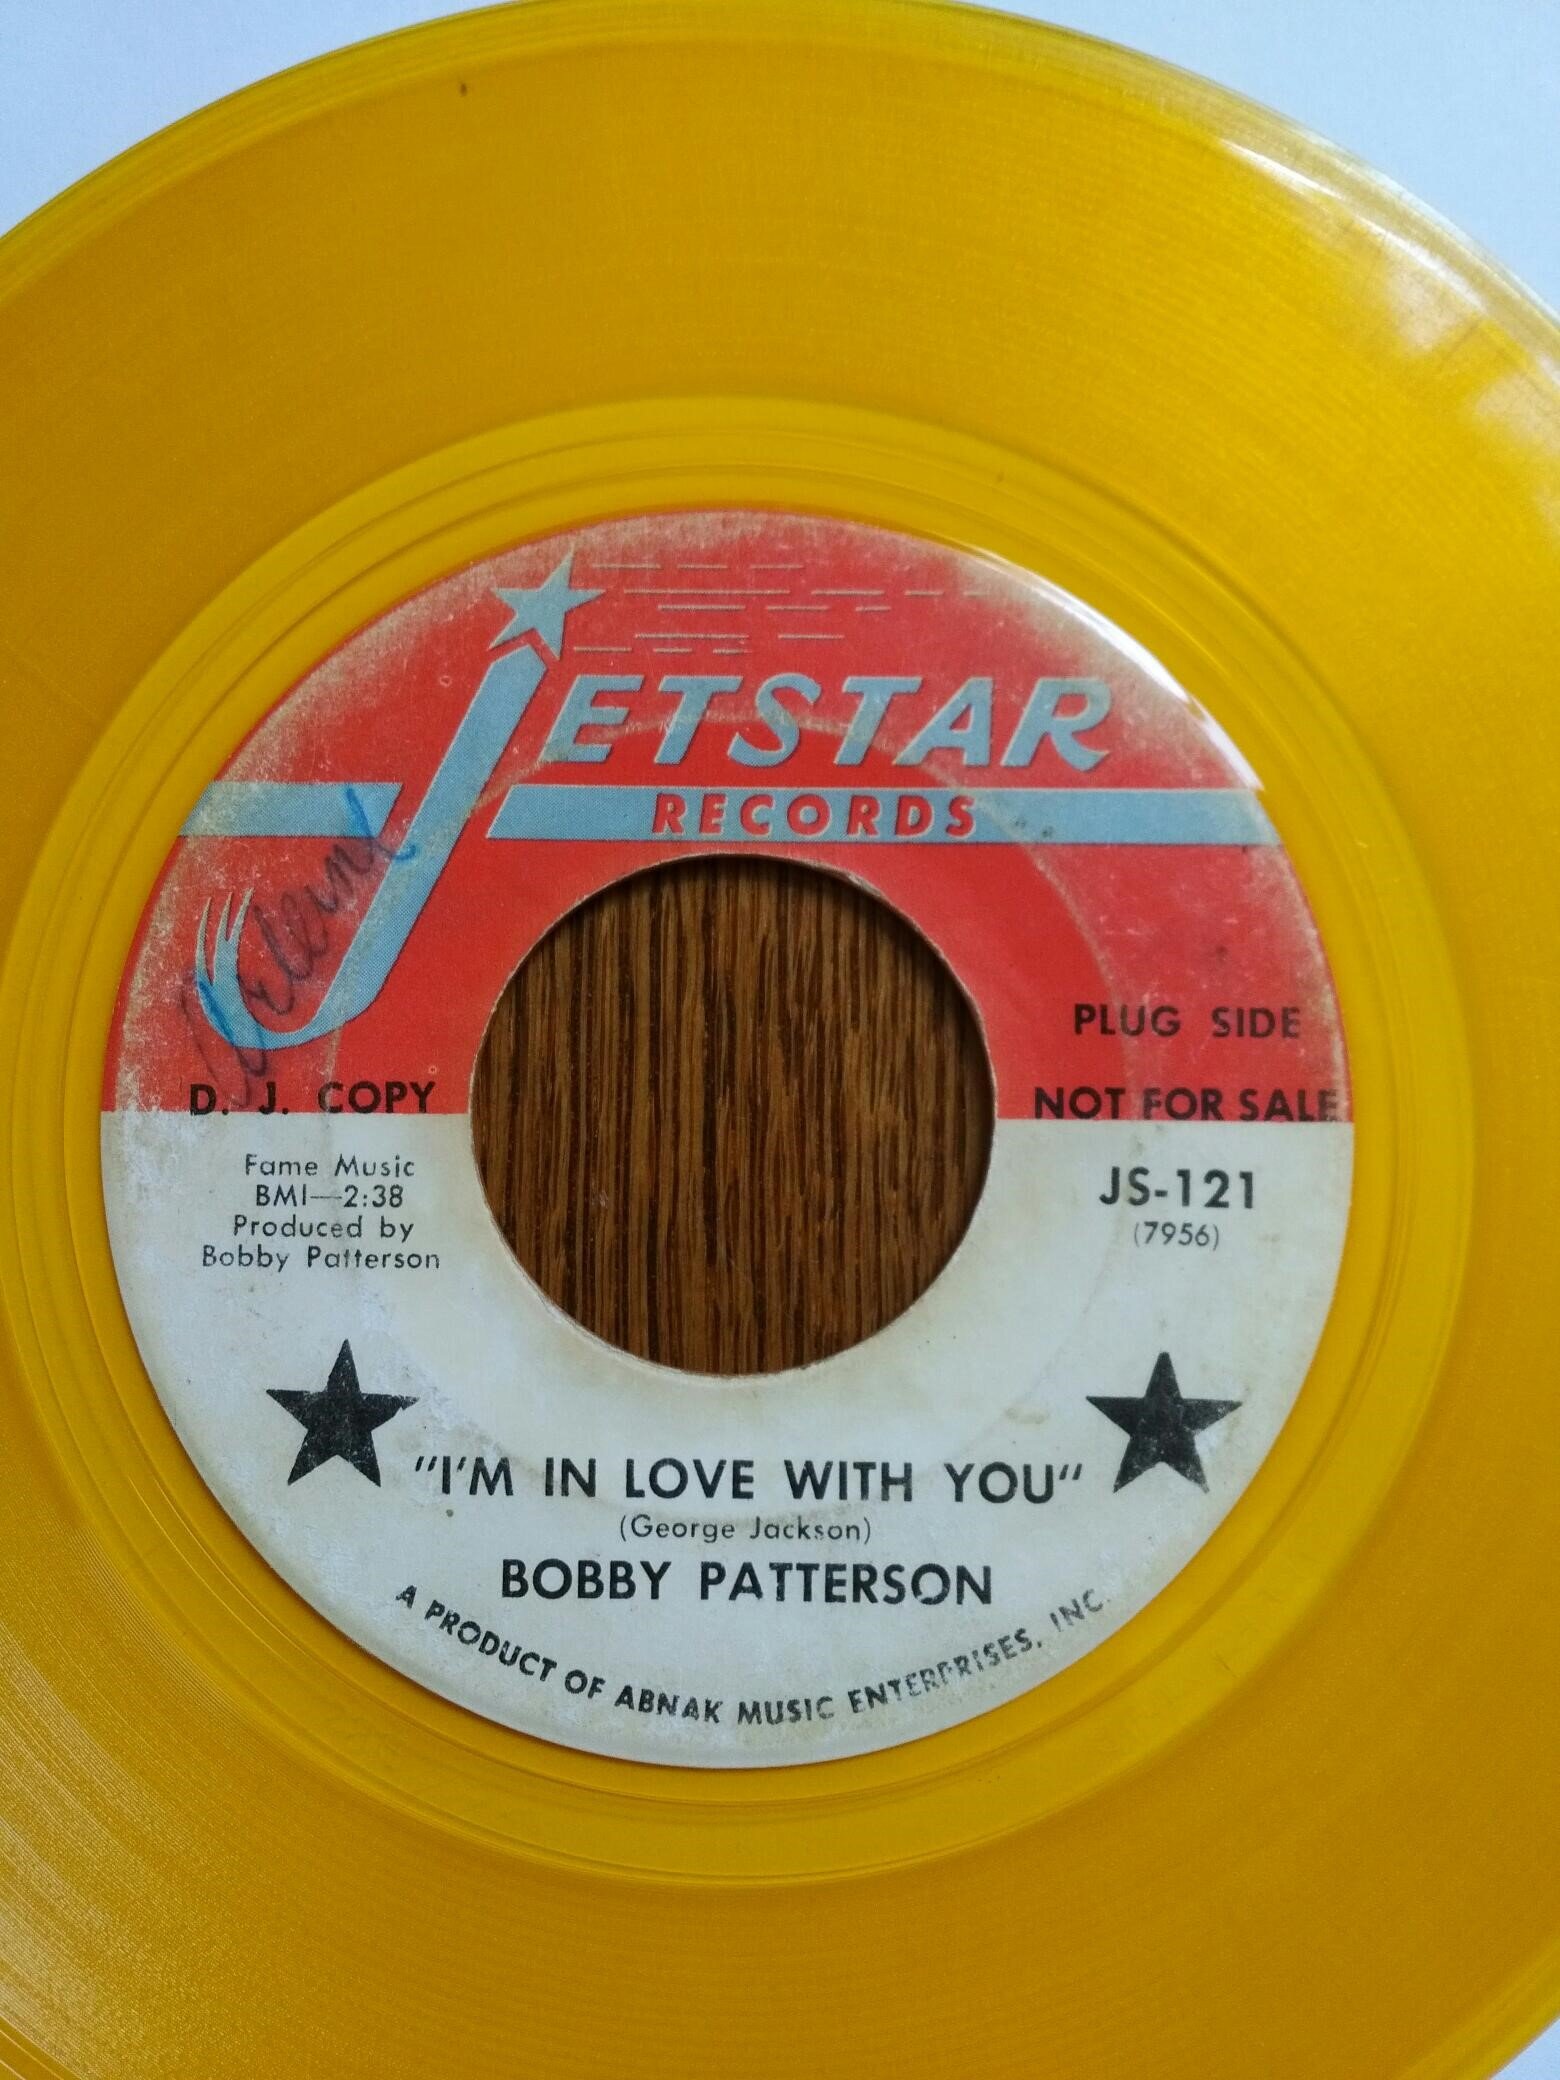 JETSTAR
RECORDS
PLUG SIDE
D. J. COPY
NOT FOR SALE
Fame Music
BMI—2:38
Produced by
Bobby Patterson
JS-121
(7956)
"I'M IN LOVE WITH YOU"
(George Jackson)
BOBBY PATTERSON
A PRODUCT OF ABNAK MUSIC ENTERPRISES, INC.